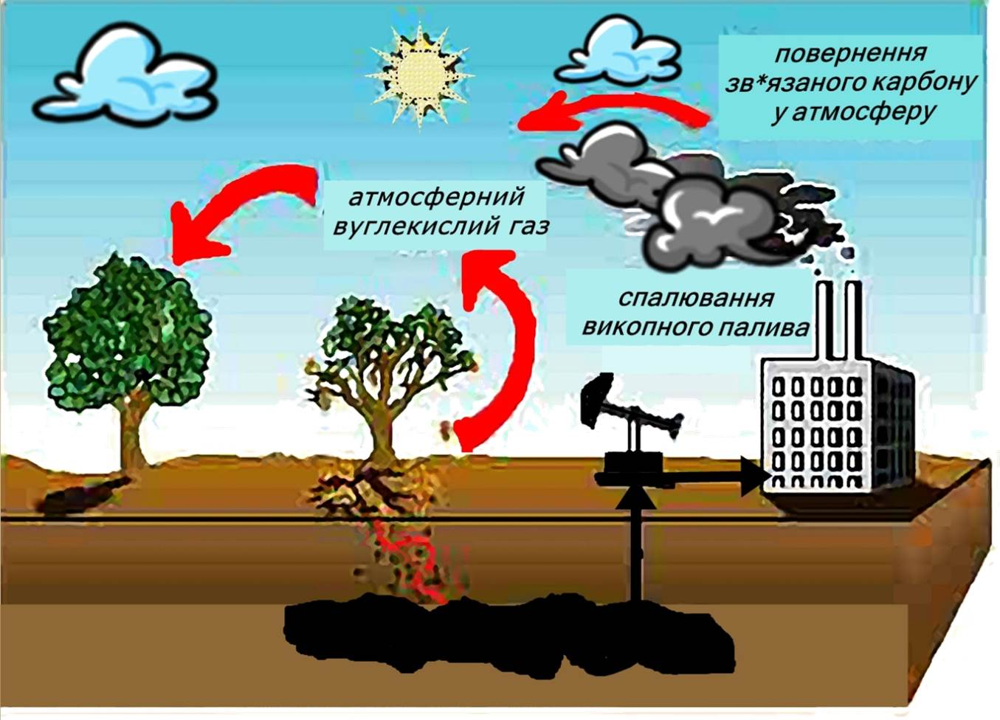 повернення
зв*язаного карбону
у атмосферу
атмосферний
вуглекислий газ
спалювання
викопного палива